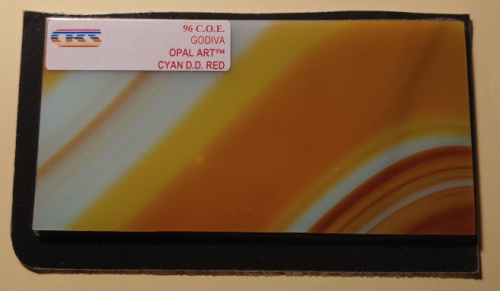 96 C.O.E.
GODIVA
OPAL ART™
CYAN D.D. RED